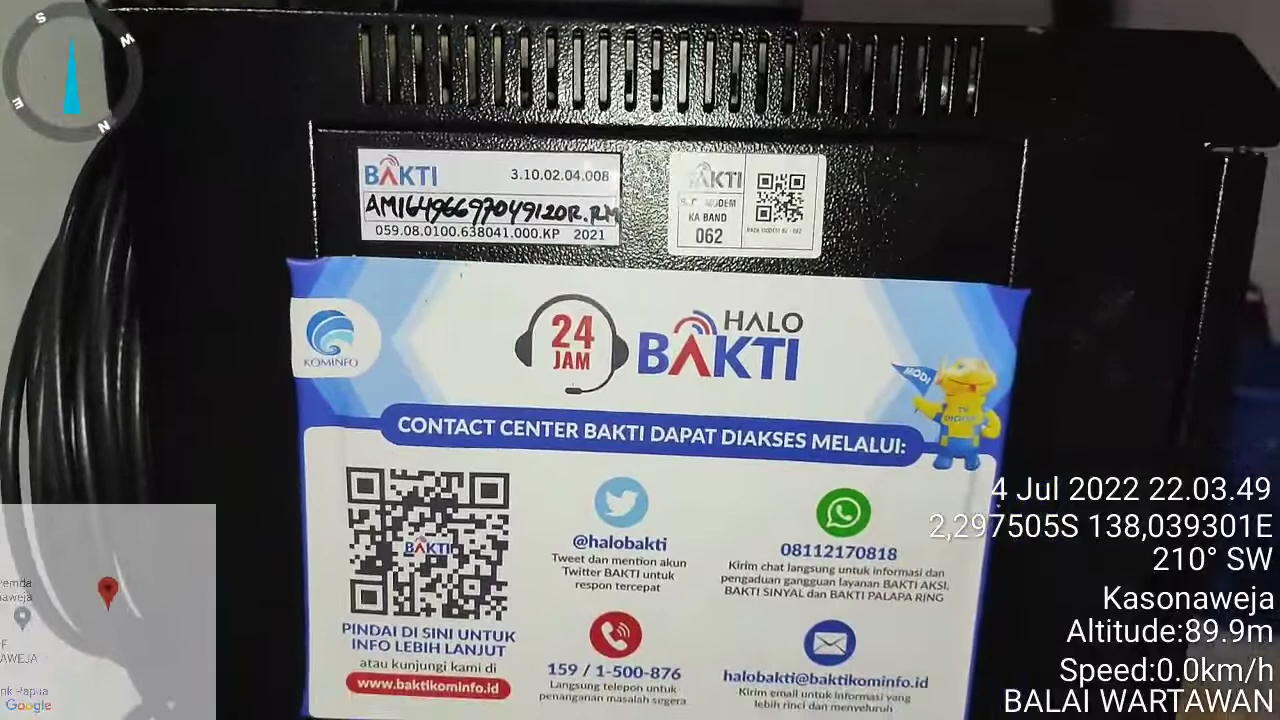 S
W
E
N
BAKTI 3.10.02.04.008
AM1649669704912OR.RM
059.08.0100.638041.000.KP 2021
BAKTI
MODEM
KA BAND
062
KOMINFO
24
JAM
HALO
BAKTI
MODI
CONTACT CENTER BAKTI DAPAT DIAKSES MELALUI:
BAKTI
PINDAI DI SINI UNTUK
INFO LEBIH LANJUT
atau kunjungi kami di
www.baktikominfo.id
@halobakti
Tweet dan mention akun
Twitter BAKTI untuk
respon tercepat
08112170818
Kirim chat langsung untuk informasi dan
pengaduan gangguan layanan BAKTI AKSI,
BAKTI SINYAL dan BAKTI PALAPA RING
159 / 1-500-876
Langsung telepon untuk
penanganan masalah segera
halobakti@baktikominfo.id
Kirim email untuk informasi yang
lebih rinci dan menyeluruh
4 Jul 2022 22.03.49
2,297505S 138,039301E
210° SW
Kasonaweja
Altitude:89.9m
Speed:0.0km/h
BALAI WARTAWAN
Papua
Google